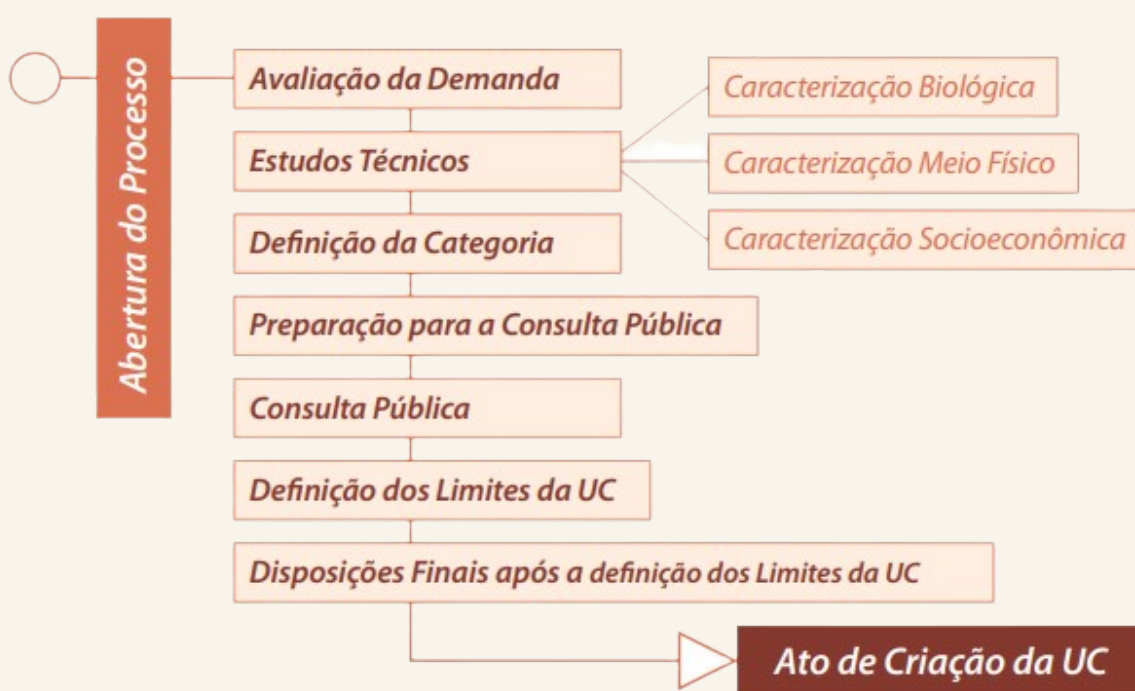 Abertura do Processo
Avaliação da Demanda
Estudos Técnicos
Caracterização Biológica
Caracterização Meio Físico
Caracterização Socioeconômica
Definição da Categoria
Preparação para a Consulta Pública
Consulta Pública
Definição dos Limites da UC
Disposições Finais após a definição dos Limites da UC
Ato de Criação da UC